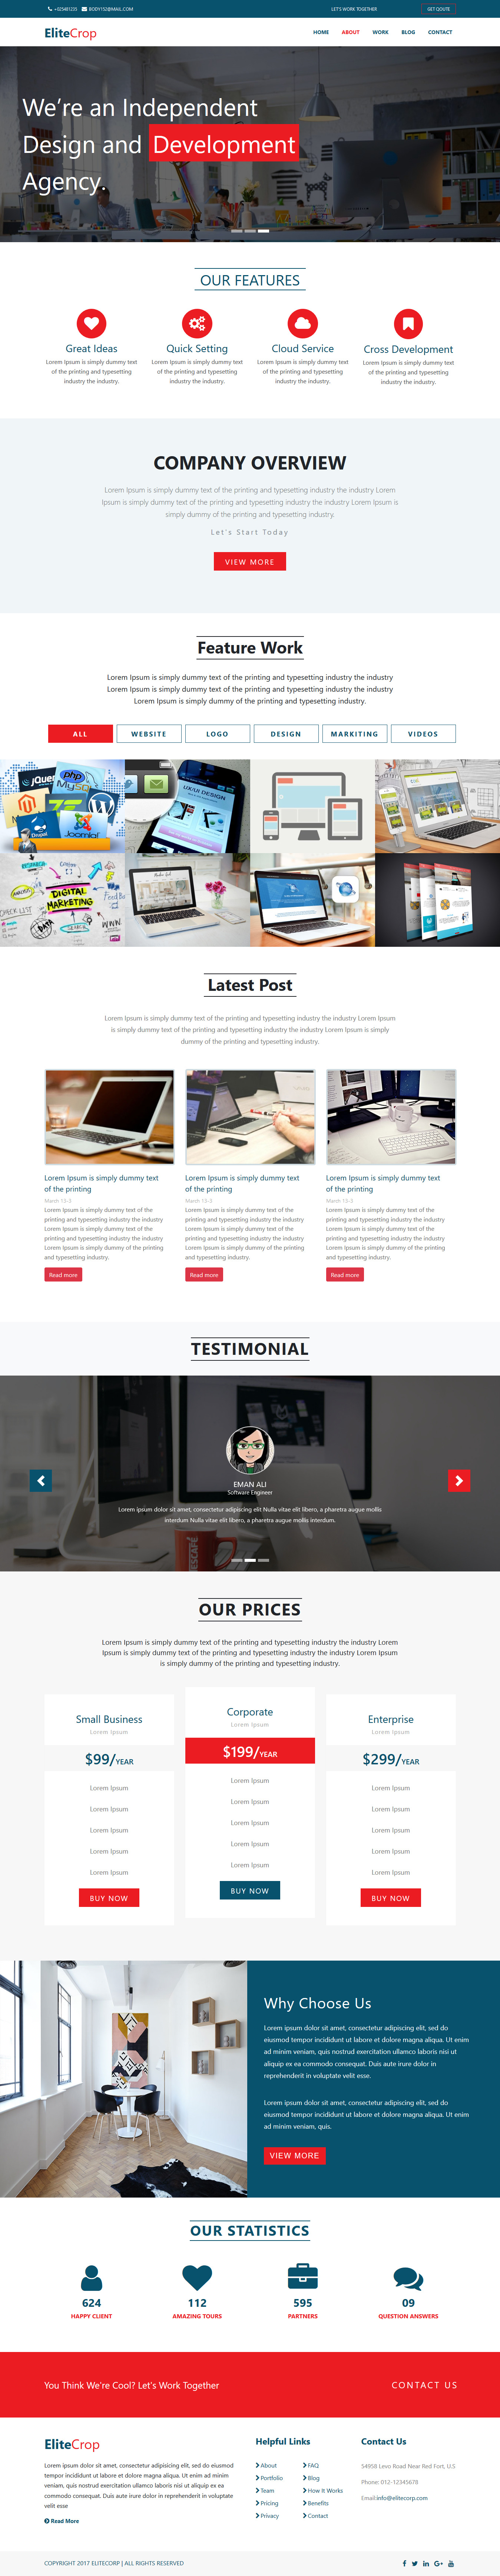 +025481235 BODY152@MAIL.COM LET'S WORK TOGETHER GET QOUTE
EliteCrop HOME ABOUT WORK BLOG CONTACT
We're an Independent
Design and Development
Agency.
OUR FEATURES
Great Ideas
Lorem Ipsum is simply dummy text
of the printing and typesetting
industry the industry.
Quick Setting
Lorem Ipsum is simply dummy text
of the printing and typesetting
industry the industry.
Cloud Service
Lorem Ipsum is simply dummy text
of the printing and typesetting
industry the industry.
Cross Development
Lorem Ipsum is simply dummy text
of the printing and typesetting
industry the industry.
COMPANY OVERVIEW
Lorem Ipsum is simply dummy text of the printing and typesetting industry the industry Lorem
Ipsum is simply dummy text of the printing and typesetting industry the industry Lorem Ipsum is
simply dummy of the printing and typesetting industry.
Let's Start Today
VIEW MORE
Feature Work
Lorem Ipsum is simply dummy text of the printing and typesetting industry the industry
Lorem Ipsum is simply dummy text of the printing and typesetting industry the industry
Lorem Ipsum is simply dummy of the printing and typesetting industry.
ALL WEBSITE LOGO DESIGN MARKITING VIDEOS
jQuery
php
MySQL
Drupal
Joomla!
UX/UI DESIGN
RESEARCH
DIGITAL
MARKETING
CHECK LIST
DATA
SEARCH
WWW
Latest Post
Lorem Ipsum is simply dummy text of the printing and typesetting industry the industry Lorem Ipsum
is simply dummy text of the printing and typesetting industry the industry Lorem Ipsum is simply
dummy of the printing and typesetting industry.
Lorem Ipsum is simply dummy text
of the printing
March 15-3
Lorem Ipsum is simply dummy text of the
printing and typesetting industry the industry
Lorem Ipsum is simply dummy text of the
printing and typesetting industry the industry
Lorem Ipsum is simply dummy of the printing
and typesetting industry.
Read more
Lorem Ipsum is simply dummy text
of the printing
March 15-3
Lorem Ipsum is simply dummy text of the
printing and typesetting industry the industry
Lorem Ipsum is simply dummy text of the
printing and typesetting industry the industry
Lorem Ipsum is simply dummy of the printing
and typesetting industry.
Read more
Lorem Ipsum is simply dummy text
of the printing
March 15-3
Lorem Ipsum is simply dummy text of the
printing and typesetting industry the industry
Lorem Ipsum is simply dummy text of the
printing and typesetting industry the industry
Lorem Ipsum is simply dummy of the printing
and typesetting industry.
Read more
TESTIMONIAL
EMAN ALI
Software Engineer
Lorem ipsum dolor sit amet, consectetur adipiscing elit Nulla vitae elit libero, a pharetra augue mollis
interdum Nulla vitae elit libero, a pharetra augue mollis interdum.
NESCAFÉ
OUR PRICES
Lorem Ipsum is simply dummy text of the printing and typesetting industry the industry Lorem
Ipsum is simply dummy text of the printing and typesetting industry the industry Lorem Ipsum
is simply dummy of the printing and typesetting industry.
Small Business
Lorem Ipsum
$99/YEAR
Lorem Ipsum
Lorem Ipsum
Lorem Ipsum
Lorem Ipsum
Lorem Ipsum
BUY NOW
Corporate
Lorem Ipsum
$199/YEAR
Lorem Ipsum
Lorem Ipsum
Lorem Ipsum
Lorem Ipsum
Lorem Ipsum
BUY NOW
Enterprise
Lorem Ipsum
$299/YEAR
Lorem Ipsum
Lorem Ipsum
Lorem Ipsum
Lorem Ipsum
Lorem Ipsum
BUY NOW
Why Choose Us
Lorem ipsum dolor sit amet, consectetur adipiscing elit, sed do
eiusmod tempor incididunt ut labore et dolore magna aliqua. Ut enim
ad minim veniam, quis nostrud exercitation ullamco laboris nisi ut
aliquip ex ea commodo consequat. Duis aute irure dolor in
reprehenderit in voluptate velit esse.
Lorem ipsum dolor sit amet, consectetur adipiscing elit, sed do
eiusmod tempor incididunt ut labore et dolore magna aliqua. Ut enim
ad minim veniam, quis.
VIEW MORE
OUR STATISTICS
624
HAPPY CLIENT
112
AMAZING TOURS
595
PARTNERS
09
QUESTION ANSWERS
You Think We're Cool? Let's Work Together CONTACT US
EliteCrop
Lorem ipsum dolor sit amet, consectetur adipisicing elit, sed do eiusmod
tempor incididunt ut labore et dolore magna aliqua. Ut enim ad minim
veniam, quis nostrud exercitation ullamco laboris nisi ut aliquip ex ea
commodo consequat. Duis aute irure dolor in reprehenderit in voluptate
velit esse
Read More
Helpful Links
About FAQ
Portfolio Blog
Team How It Works
Pricing Benefits
Privacy Contact
Contact Us
54958 Levo Road Near Red Fort, U.S
Phone: 012-12345678
Email:info@elitecorp.com
COPYRIGHT 2017 ELITECORP | ALL RIGHTS RESERVED